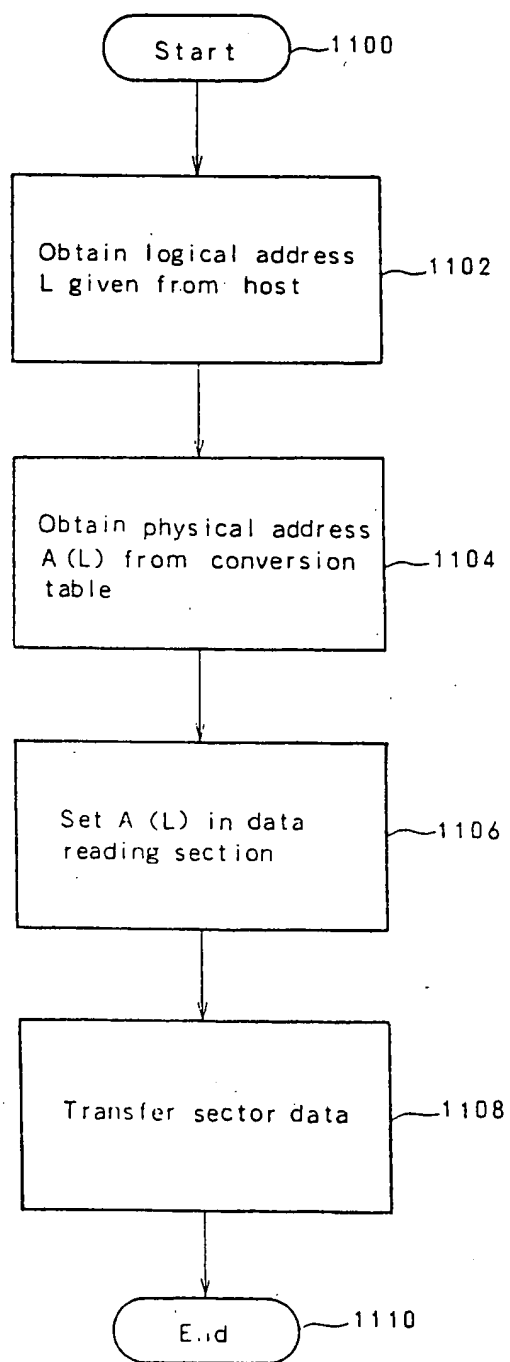 Start
1100
Obtain logical address
L given from host
1102
Obtain physical address
A (L) from conversion
table
1104
Set A (L) in data
reading section
1106
Transfer sector data
1108
End
1110